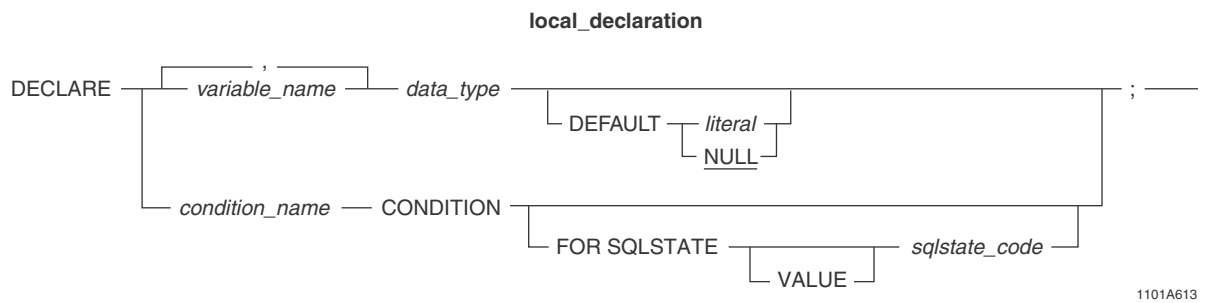 local_declaration
,
DECLARE variable_name data_type ;
DEFAULT literal
NULL
condition_name CONDITION
FOR SQLSTATE sqlstate_code
VALUE
1101A613